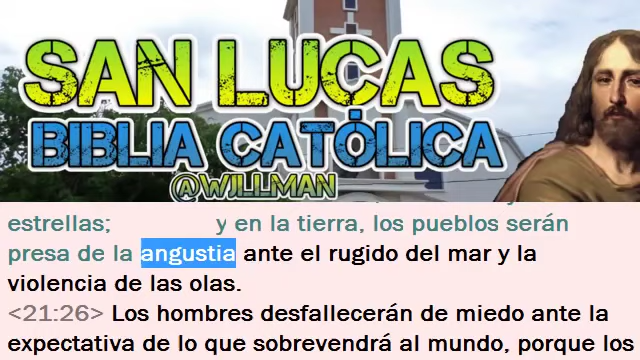 SAN LUCAS
BIBLIA CATÓLICA
@WJLLMAN
estrellas; y en la tierra, los pueblos serán
presa de la angustia ante el rugido del mar y la
violencia de las olas.
<21:26> Los hombres desfallecerán de miedo ante la
expectativa de lo que sobrevendrá al mundo, porque los